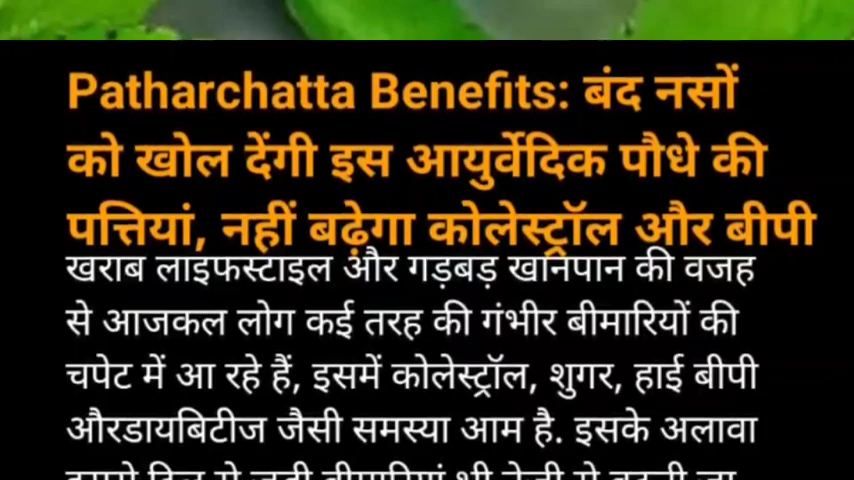 Patharchatta Benefits: बंद नसों
को खोल देंगी इस आयुर्वेदिक पौधे की
पत्तियां, नहीं बढ़ेगा कोलेस्ट्रॉल और बीपी
खराब लाइफस्टाइल और गड़बड़ खानपान की वजह
से आजकल लोग कई तरह की गंभीर बीमारियों की
चपेट में आ रहे हैं, इसमें कोलेस्ट्रॉल, शुगर, हाई बीपी
औरडायबिटीज जैसी समस्या आम है. इसके अलावा